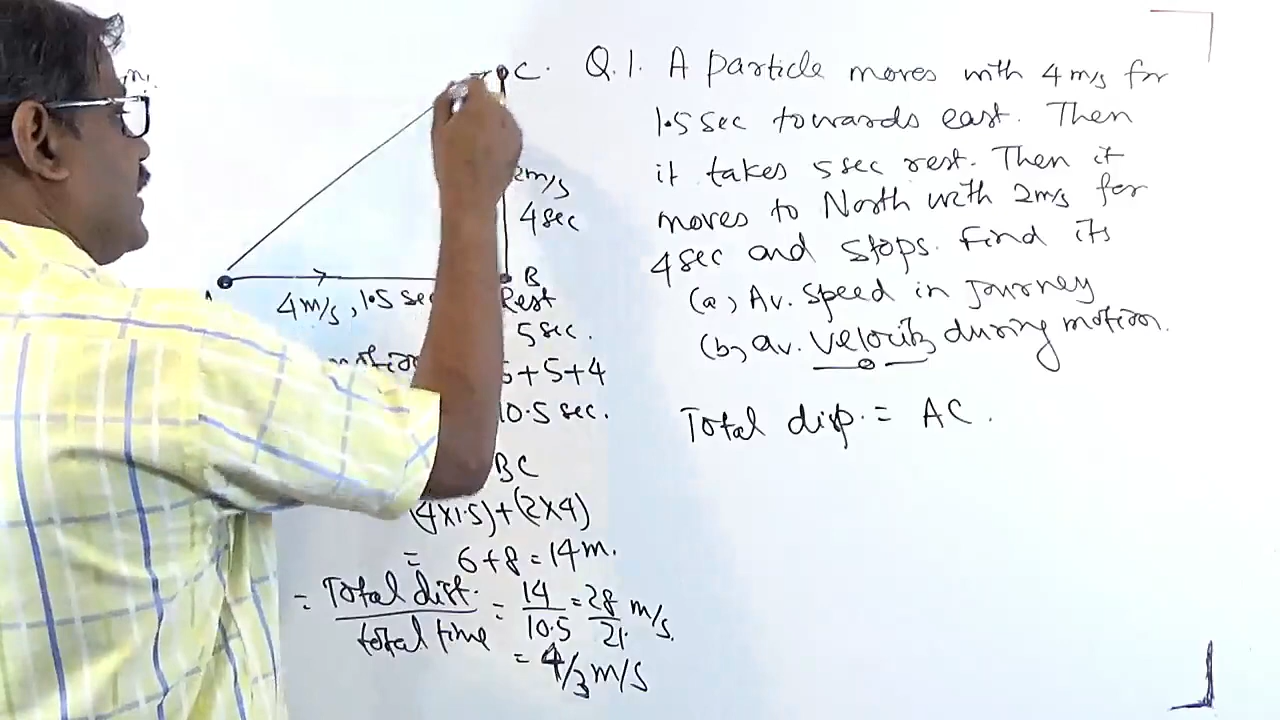 C.
2m/s
4 sec
B
4 m/s, 1.5 sec
Rest
5 sec.
motion
5+4
10.5 sec.
BC
(4×1.5)+(2×4)
= 6+8=14m.
= Total dist. / total time = 14/10.5 = 28/21 m/s.
= 4/3 m/s
Q.1. A particle moves with 4 m/s for
1.5 sec towards east. Then
it takes 5 sec rest. Then it
moves to North with 2m/s for
4 sec and stops. Find its
(a) Av. speed in journey
(b) av. velocity during motion.
Total disp. = AC.